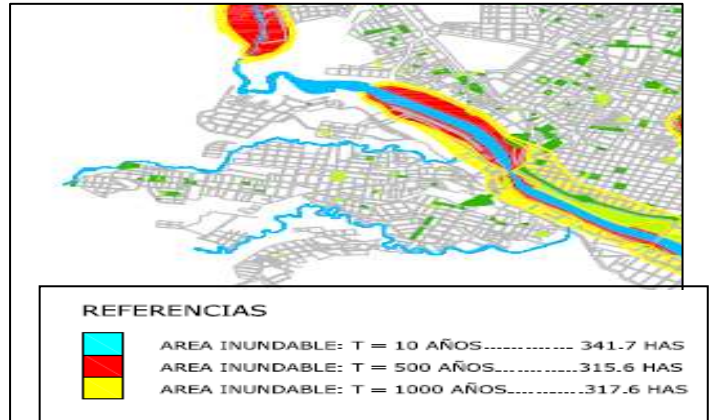 REFERENCIAS
AREA INUNDABLE: T = 10 AÑOS............ 341.7 HAS
AREA INUNDABLE: T = 500 AÑOS........... 315.6 HAS
AREA INUNDABLE: T = 1000 AÑOS..........317.6 HAS